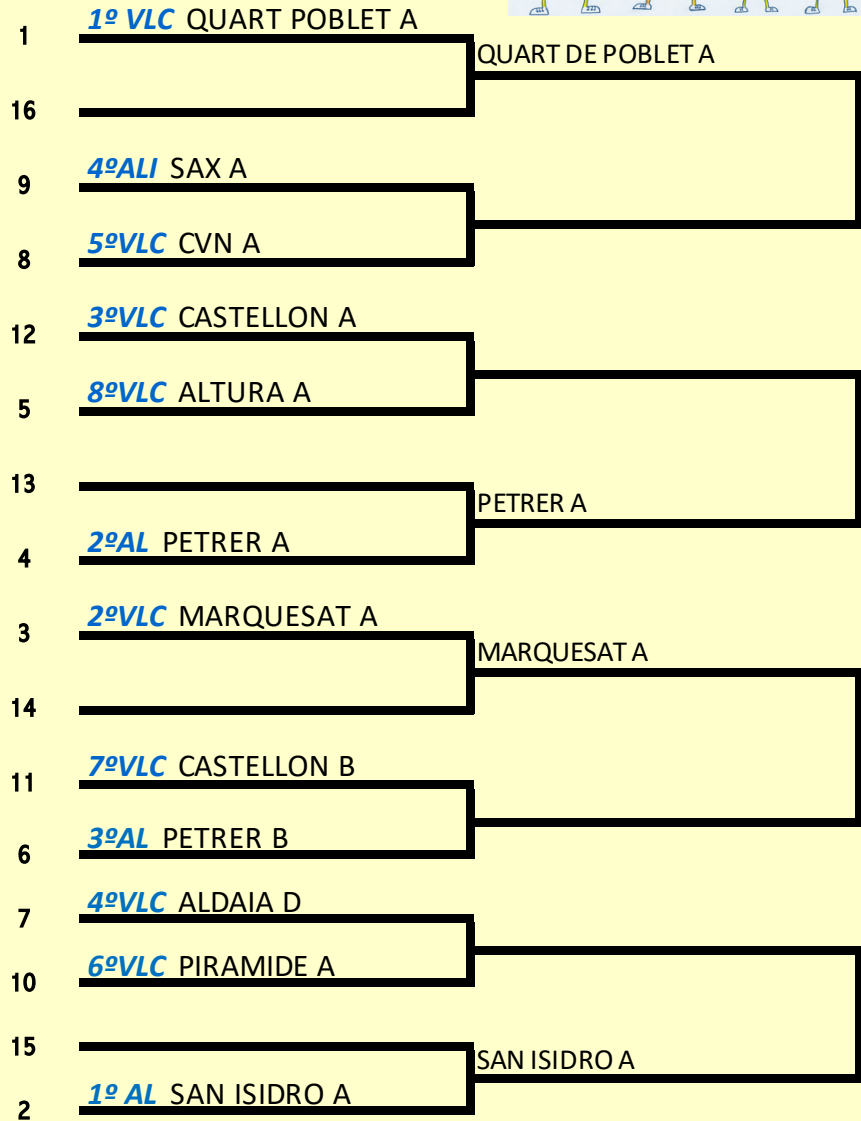 1 1º VLC QUART POBLET A
QUART DE POBLET A
16
9 4ºALI SAX A
8 5ºVLC CVN A
12 3ºVLC CASTELLON A
5 8ºVLC ALTURA A
13
PETRER A
4 2ºAL PETRER A
3 2ºVLC MARQUESAT A
MARQUESAT A
14
11 7ºVLC CASTELLON B
6 3ºAL PETRER B
7 4ºVLC ALDAIA D
10 6ºVLC PIRAMIDE A
15
SAN ISIDRO A
2 1º AL SAN ISIDRO A